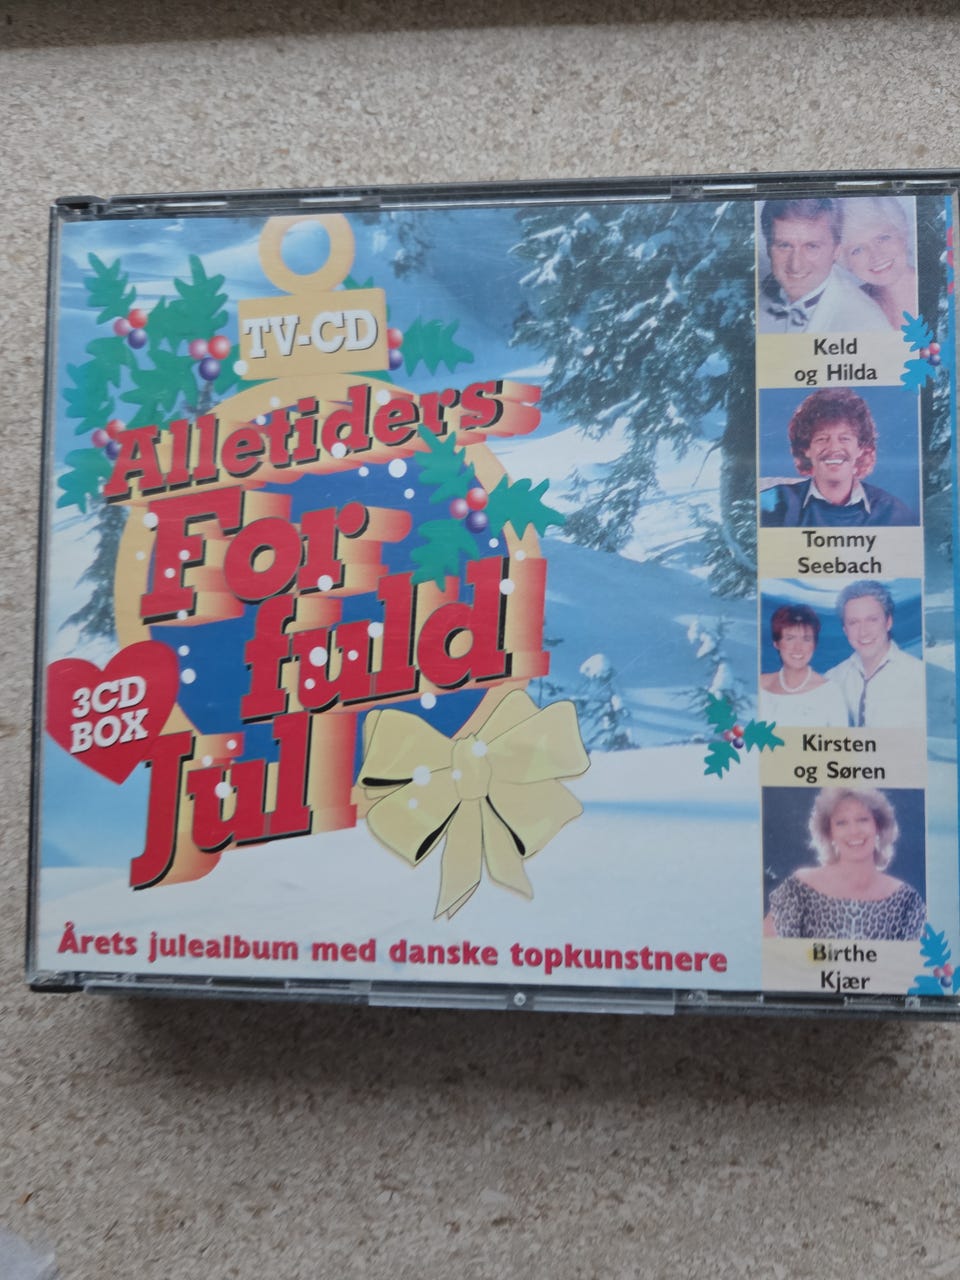 TV-CD
Alletiders
For
fuld
Jul
3CD
BOX
Årets julealbum med danske topkunstnere
Keld
og Hilda
Tommy
Seebach
Kirsten
og Søren
Birthe
Kjær